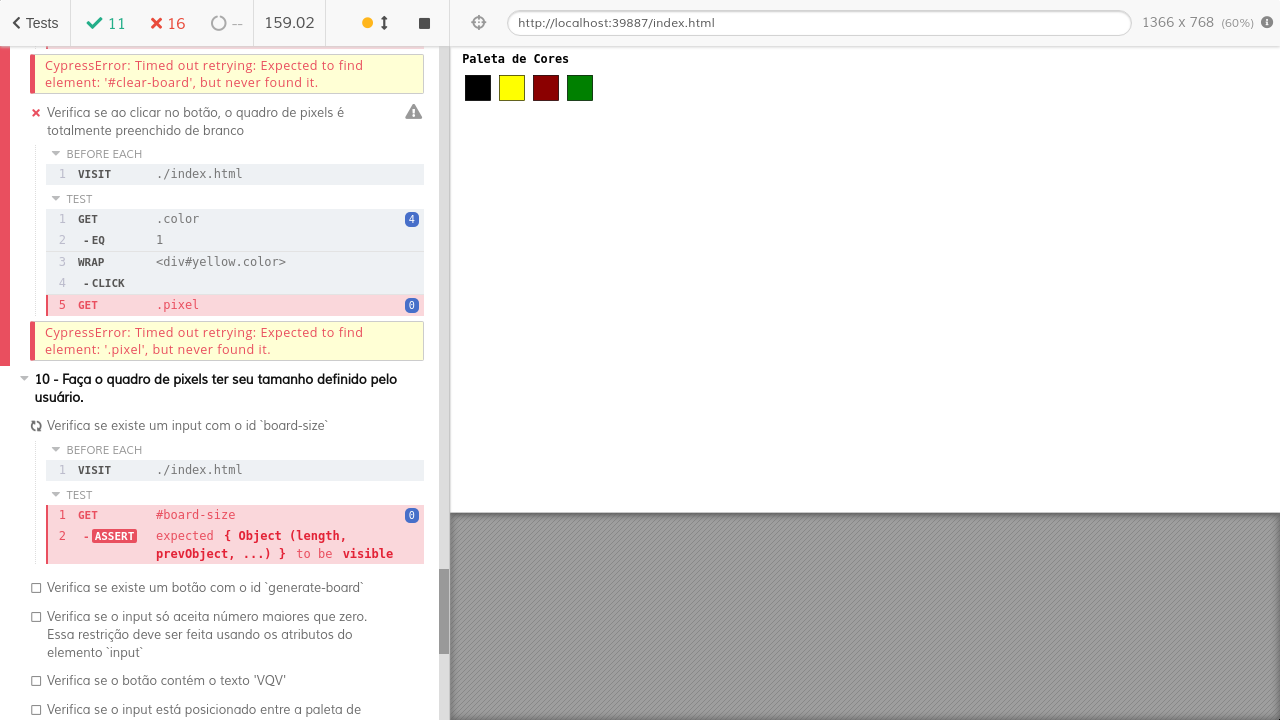 Tests 11 16 -- 159.02 http://localhost:39887/index.html 1366 x 768 (60%)
CypressError: Timed out retrying: Expected to find
element: '#clear-board', but never found it.
Verifica se ao clicar no botão, o quadro de pixels é
totalmente preenchido de branco
BEFORE EACH
1 VISIT ./index.html
TEST
1 GET .color 4
2 - EQ 1
3 WRAP <div#yellow.color>
4 - CLICK
5 GET .pixel 0
CypressError: Timed out retrying: Expected to find
element: '.pixel', but never found it.
10 - Faça o quadro de pixels ter seu tamanho definido pelo
usuário.
Verifica se existe um input com o id `board-size`
BEFORE EACH
1 VISIT ./index.html
TEST
1 GET #board-size 0
2 - ASSERT expected { Object (length,
prevObject, ...) } to be visible
Verifica se existe um botão com o id `generate-board`
Verifica se o input só aceita número maiores que zero.
Essa restrição deve ser feita usando os atributos do
elemento `input`
Verifica se o botão contém o texto 'VQV'
Verifica se o input está posicionado entre a paleta de
Paleta de Cores